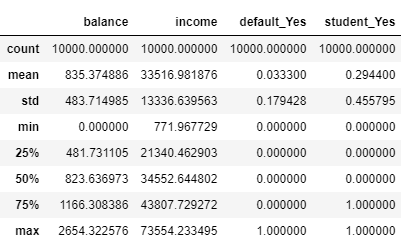 balance income default_Yes student_Yes
count 10000.000000 10000.000000 10000.000000 10000.000000
mean 835.374886 33516.981876 0.033300 0.294400
std 483.714985 13336.639563 0.179428 0.455795
min 0.000000 771.967729 0.000000 0.000000
25% 481.731105 21340.462903 0.000000 0.000000
50% 823.636973 34552.644802 0.000000 0.000000
75% 1166.308386 43807.729272 0.000000 1.000000
max 2654.322576 73554.233495 1.000000 1.000000